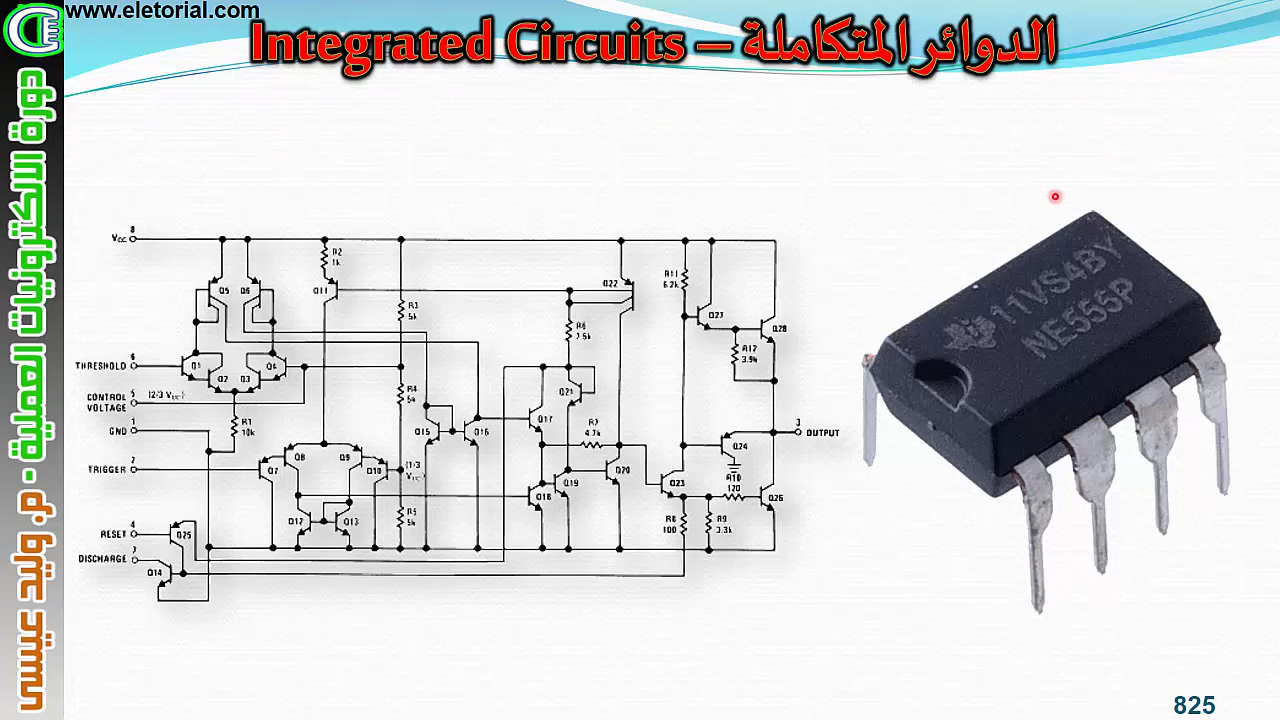 www.eletorial.com
الدوائر المتكاملة – Integrated Circuits
دورة الالكترونيات العملية - م. وليد عيسى
VCC 8
R2
1k
Q5
Q6
Q11
Q22
R11
6.2k
Q27
Q28
R3
5k
R6
7.5k
R12
3.9k
THRESHOLD 6
Q1
Q2
Q3
Q4
CONTROL VOLTAGE 5
(2/3 VCC)
R4
5k
Q21
GND 1
R1
10k
Q15
Q16
Q17
R7
4.7k
Q24
3 OUTPUT
TRIGGER 2
Q7
Q8
Q9
Q10
(1/3 VCC)
Q18
Q19
Q20
Q23
R10
120
Q26
RESET 4
Q25
Q12
Q13
R5
5k
R8
100
R9
3.3k
DISCHARGE 7
Q14
11VS4BY
NE555P
825